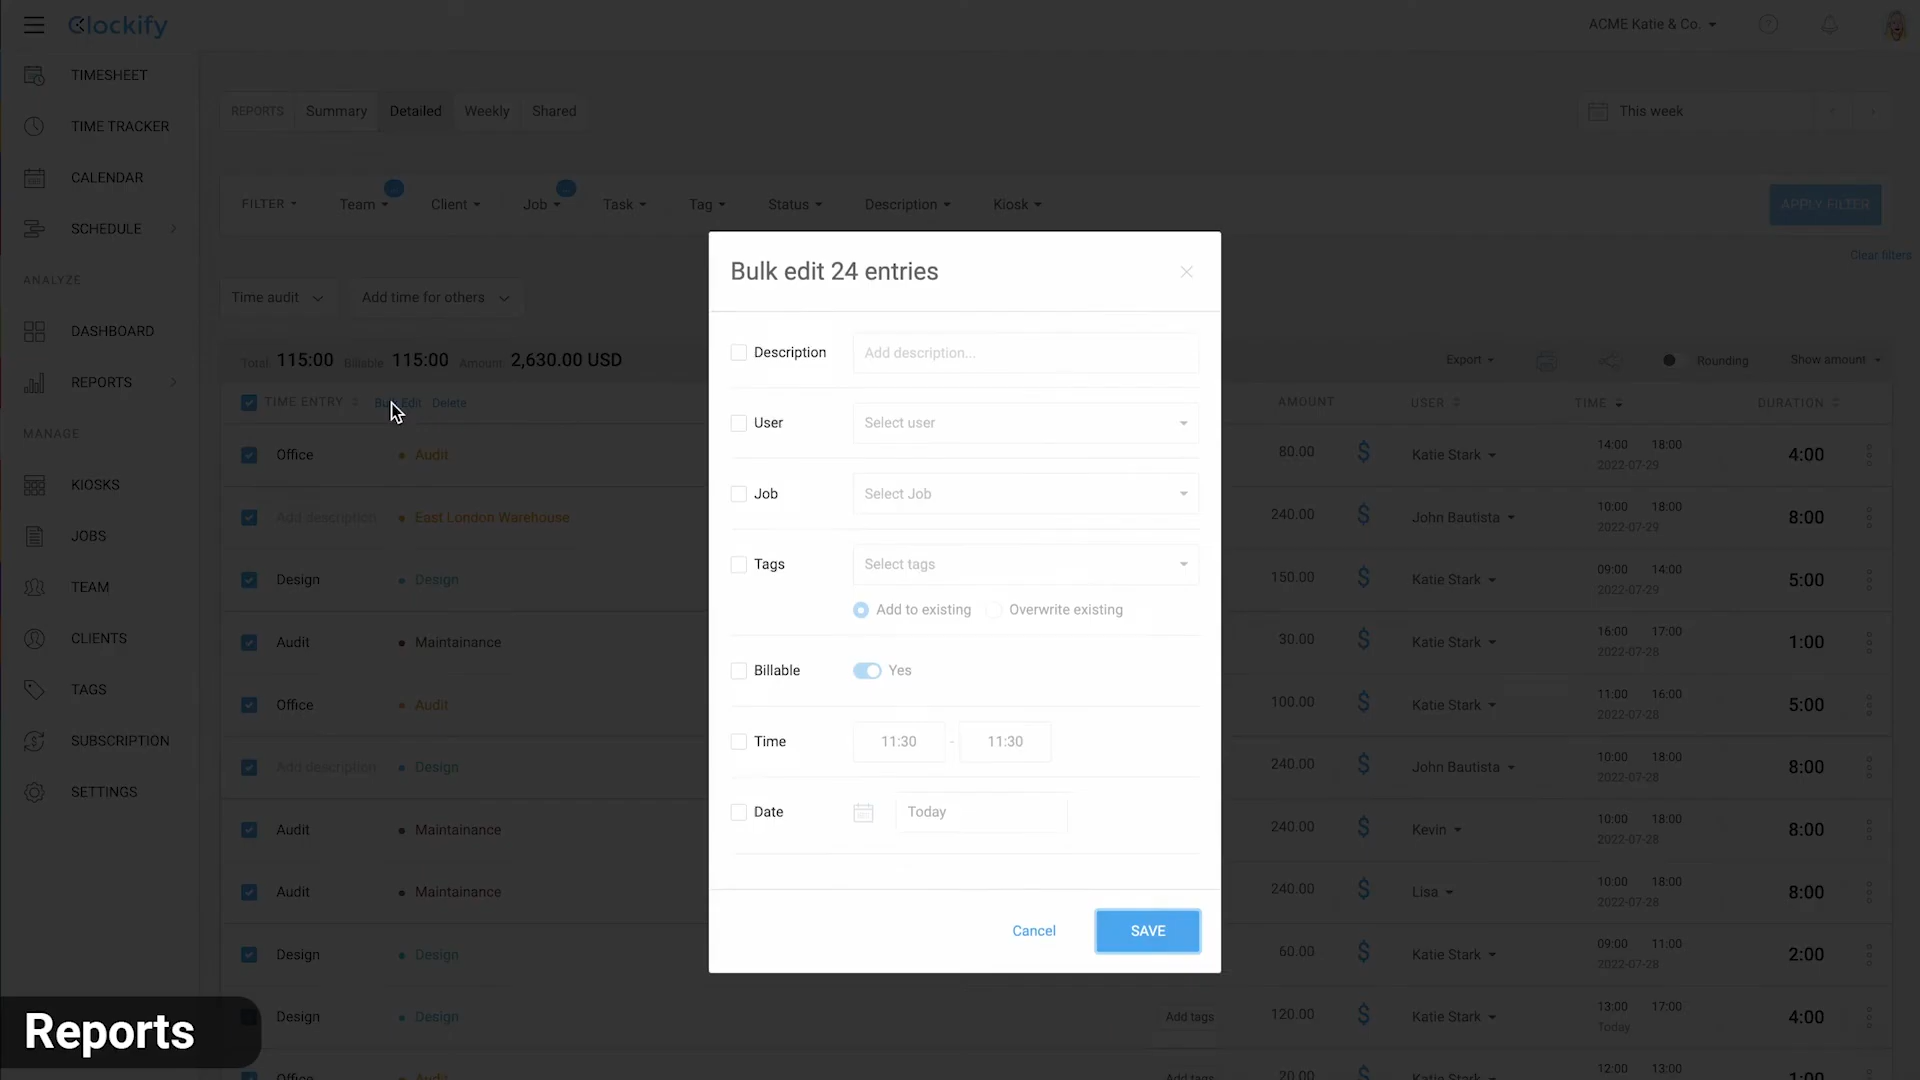 Clockify
ACME Katie & Co.
TIMESHEET
TIME TRACKER
CALENDAR
SCHEDULE
ANALYZE
DASHBOARD
REPORTS
MANAGE
KIOSKS
JOBS
TEAM
CLIENTS
TAGS
SUBSCRIPTION
SETTINGS
REPORTS Summary Detailed Weekly Shared
This week
FILTER Team Client Job Task Tag Status Description Kiosk
APPLY FILTER
Clear filters
Time audit Add time for others
Total: 115:00 Billable: 115:00 Amount: 2,630.00 USD
Export Rounding Show amount
TIME ENTRY Bulk Edit Delete AMOUNT USER TIME DURATION
Office Audit 80.00 $ Katie Stark 14:00 18:00 4:00
2022-07-29
Add description East London Warehouse 240.00 $ John Bautista 10:00 18:00 8:00
2022-07-29
Design Design 150.00 $ Katie Stark 09:00 14:00 5:00
2022-07-29
Audit Maintainance 30.00 $ Katie Stark 16:00 17:00 1:00
2022-07-28
Office Audit 100.00 $ Katie Stark 11:00 16:00 5:00
2022-07-28
Add description Design 240.00 $ John Bautista 10:00 18:00 8:00
2022-07-28
Audit Maintainance 240.00 $ Kevin 10:00 18:00 8:00
2022-07-28
Audit Maintainance 240.00 $ Lisa 10:00 18:00 8:00
2022-07-28
Design Design 60.00 $ Katie Stark 09:00 11:00 2:00
2022-07-28
Design Design Add tags 120.00 $ Katie Stark 13:00 17:00 4:00
Today
Office Audit Add tags 20.00 $ Katie Stark 12:00 13:00 1:00
Bulk edit 24 entries
Description Add description...
User Select user
Job Select Job
Tags Select tags
Add to existing Overwrite existing
Billable Yes
Time 11:30 - 11:30
Date Today
Cancel SAVE
Reports